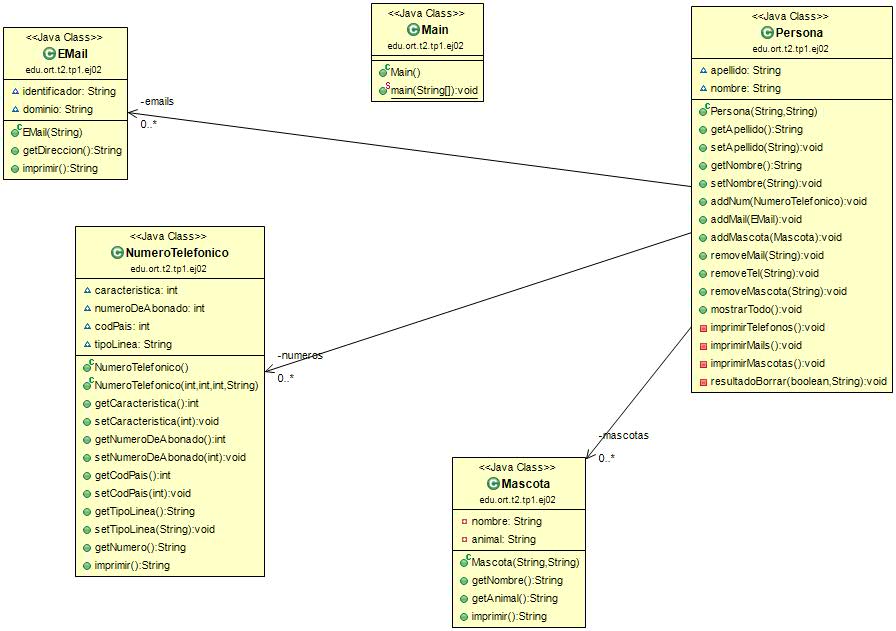 <<Java Class>>
EMail
edu.ort.t2.tp1.ej02
identificador: String
dominio: String
EMail(String)
getDireccion():String
imprimir():String
<<Java Class>>
Main
edu.ort.t2.tp1.ej02
Main()
main(String[]):void
<<Java Class>>
Persona
edu.ort.t2.tp1.ej02
apellido: String
nombre: String
Persona(String,String)
getApellido():String
setApellido(String):void
getNombre():String
setNombre(String):void
addNum(NumeroTelefonico):void
addMail(EMail):void
addMascota(Mascota):void
removeMail(String):void
removeTel(String):void
removeMascota(String):void
mostrarTodo():void
imprimirTelefonos():void
imprimirMails():void
imprimirMascotas():void
resultadoBorrar(boolean,String):void
-emails
0..*
<<Java Class>>
NumeroTelefonico
edu.ort.t2.tp1.ej02
caracteristica: int
numeroDeAbonado: int
codPais: int
tipoLinea: String
NumeroTelefonico()
NumeroTelefonico(int,int,int,String)
getCaracteristica():int
setCaracteristica(int):void
getNumeroDeAbonado():int
setNumeroDeAbonado(int):void
getCodPais():int
setCodPais(int):void
getTipoLinea():String
setTipoLinea(String):void
getNumero():String
imprimir():String
-numeros
0..*
-mascotas
0..*
<<Java Class>>
Mascota
edu.ort.t2.tp1.ej02
nombre: String
animal: String
Mascota(String,String)
getNombre():String
getAnimal():String
imprimir():String